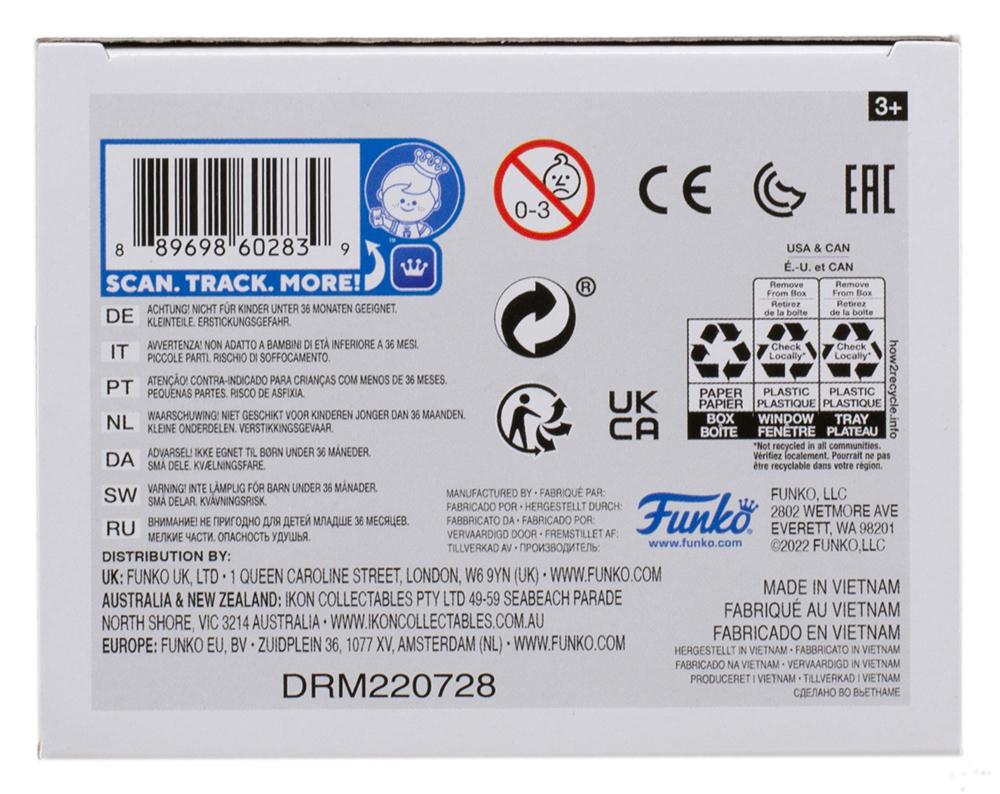 3+
8 89698 60283 9
SCAN. TRACK. MORE!
™
0-3
CE
EAC
®
UK
CA
USA & CAN
É.-U. et CAN
Remove From Box
Retirez de la boîte
Remove From Box
Retirez de la boîte
Check Locally*
Check Locally*
PAPER
PAPIER
BOX
BOÎTE
PLASTIC
PLASTIQUE
WINDOW
FENÊTRE
PLASTIC
PLASTIQUE
TRAY
PLATEAU
how2recycle.info
*Not recycled in all communities.
Vérifiez localement. Pourrait ne pas
être recyclable dans votre région.
DE ACHTUNG! NICHT FÜR KINDER UNTER 36 MONATEN GEEIGNET.
KLEINTEILE. ERSTICKUNGSGEFAHR.
IT AVVERTENZA! NON ADATTO A BAMBINI DI ETÀ INFERIORE A 36 MESI.
PICCOLE PARTI. RISCHIO DI SOFFOCAMENTO.
PT ATENÇÃO! CONTRA-INDICADO PARA CRIANÇAS COM MENOS DE 36 MESES.
PEQUENAS PARTES. RISCO DE ASFIXIA.
NL WAARSCHUWING! NIET GESCHIKT VOOR KINDEREN JONGER DAN 36 MAANDEN.
KLEINE ONDERDELEN. VERSTIKKINGSGEVAAR.
DA ADVARSEL! IKKE EGNET TIL BØRN UNDER 36 MÅNEDER.
SMÅ DELE. KVÆLNINGSFARE.
SW VARNING! INTE LÄMPLIG FÖR BARN UNDER 36 MÅNADER.
SMÅ DELAR. KVÄVNINGSRISK.
RU ВНИМАНИЕ! НЕ ПРИГОДНО ДЛЯ ДЕТЕЙ МЛАДШЕ 36 МЕСЯЦЕВ.
МЕЛКИЕ ЧАСТИ. ОПАСНОСТЬ УДУШЬЯ.
MANUFACTURED BY • FABRIQUÉ PAR:
FABRICADO POR • HERGESTELLT DURCH:
FABBRICATO DA • FABRICADO POR:
VERVAARDIGD DOOR • FREMSTILLET AF:
TILLVERKAD AV • ПРОИЗВОДИТЕЛЬ:
Funko
www.funko.com
FUNKO, LLC
2802 WETMORE AVE
EVERETT, WA 98201
©2022 FUNKO,LLC
DISTRIBUTION BY:
UK: FUNKO UK, LTD • 1 QUEEN CAROLINE STREET, LONDON, W6 9YN (UK) • WWW.FUNKO.COM
AUSTRALIA & NEW ZEALAND: IKON COLLECTABLES PTY LTD 49-59 SEABEACH PARADE
NORTH SHORE, VIC 3214 AUSTRALIA • WWW.IKONCOLLECTABLES.COM.AU
EUROPE: FUNKO EU, BV • ZUIDPLEIN 36, 1077 XV, AMSTERDAM (NL) • WWW.FUNKO.COM
MADE IN VIETNAM
FABRIQUÉ AU VIETNAM
FABRICADO EN VIETNAM
HERGESTELLT IN VIETNAM • FABBRICATO IN VIETNAM
FABRICADO NA VIETNAM • VERVAARDIGD IN VIETNAM
PRODUCERET I VIETNAM • TILLVERKAD I VIETNAM
СДЕЛАНО ВО ВЬЕТНАМЕ
DRM220728